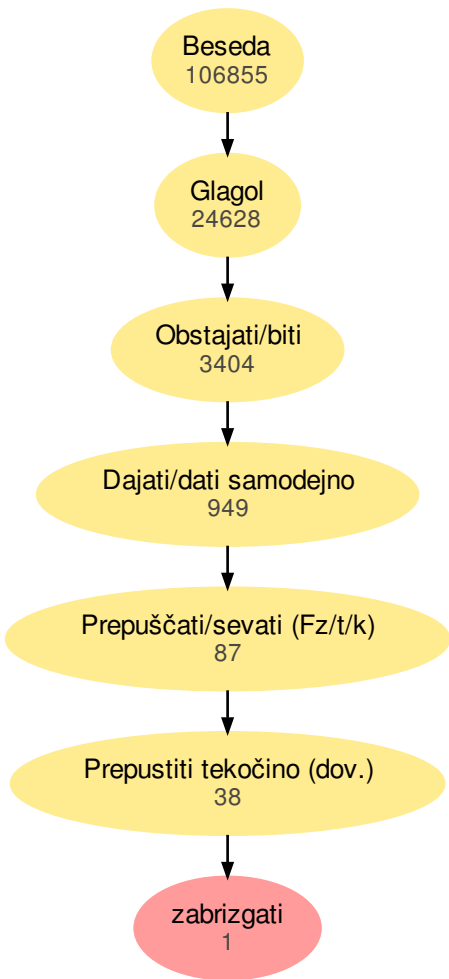 Beseda
106855
Glagol
24628
Obstajati/biti
3404
Dajati/dati samodejno
949
Prepuščati/sevati (Fz/t/k)
87
Prepustiti tekočino (dov.)
38
zabrizgati
1